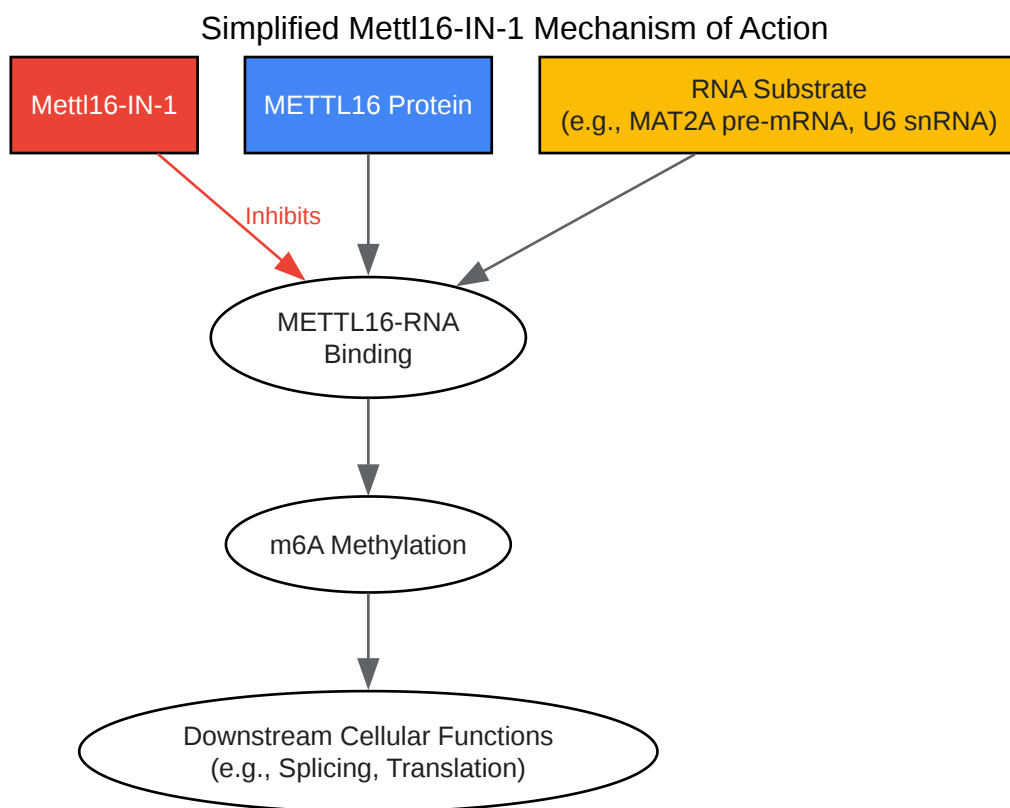 Simplified Mettl16-IN-1 Mechanism of Action
Mettl16-IN-1
METTL16 Protein
RNA Substrate
(e.g., MAT2A pre-mRNA, U6 snRNA)
Inhibits
METTL16-RNA
Binding
m6A Methylation
Downstream Cellular Functions
(e.g., Splicing, Translation)